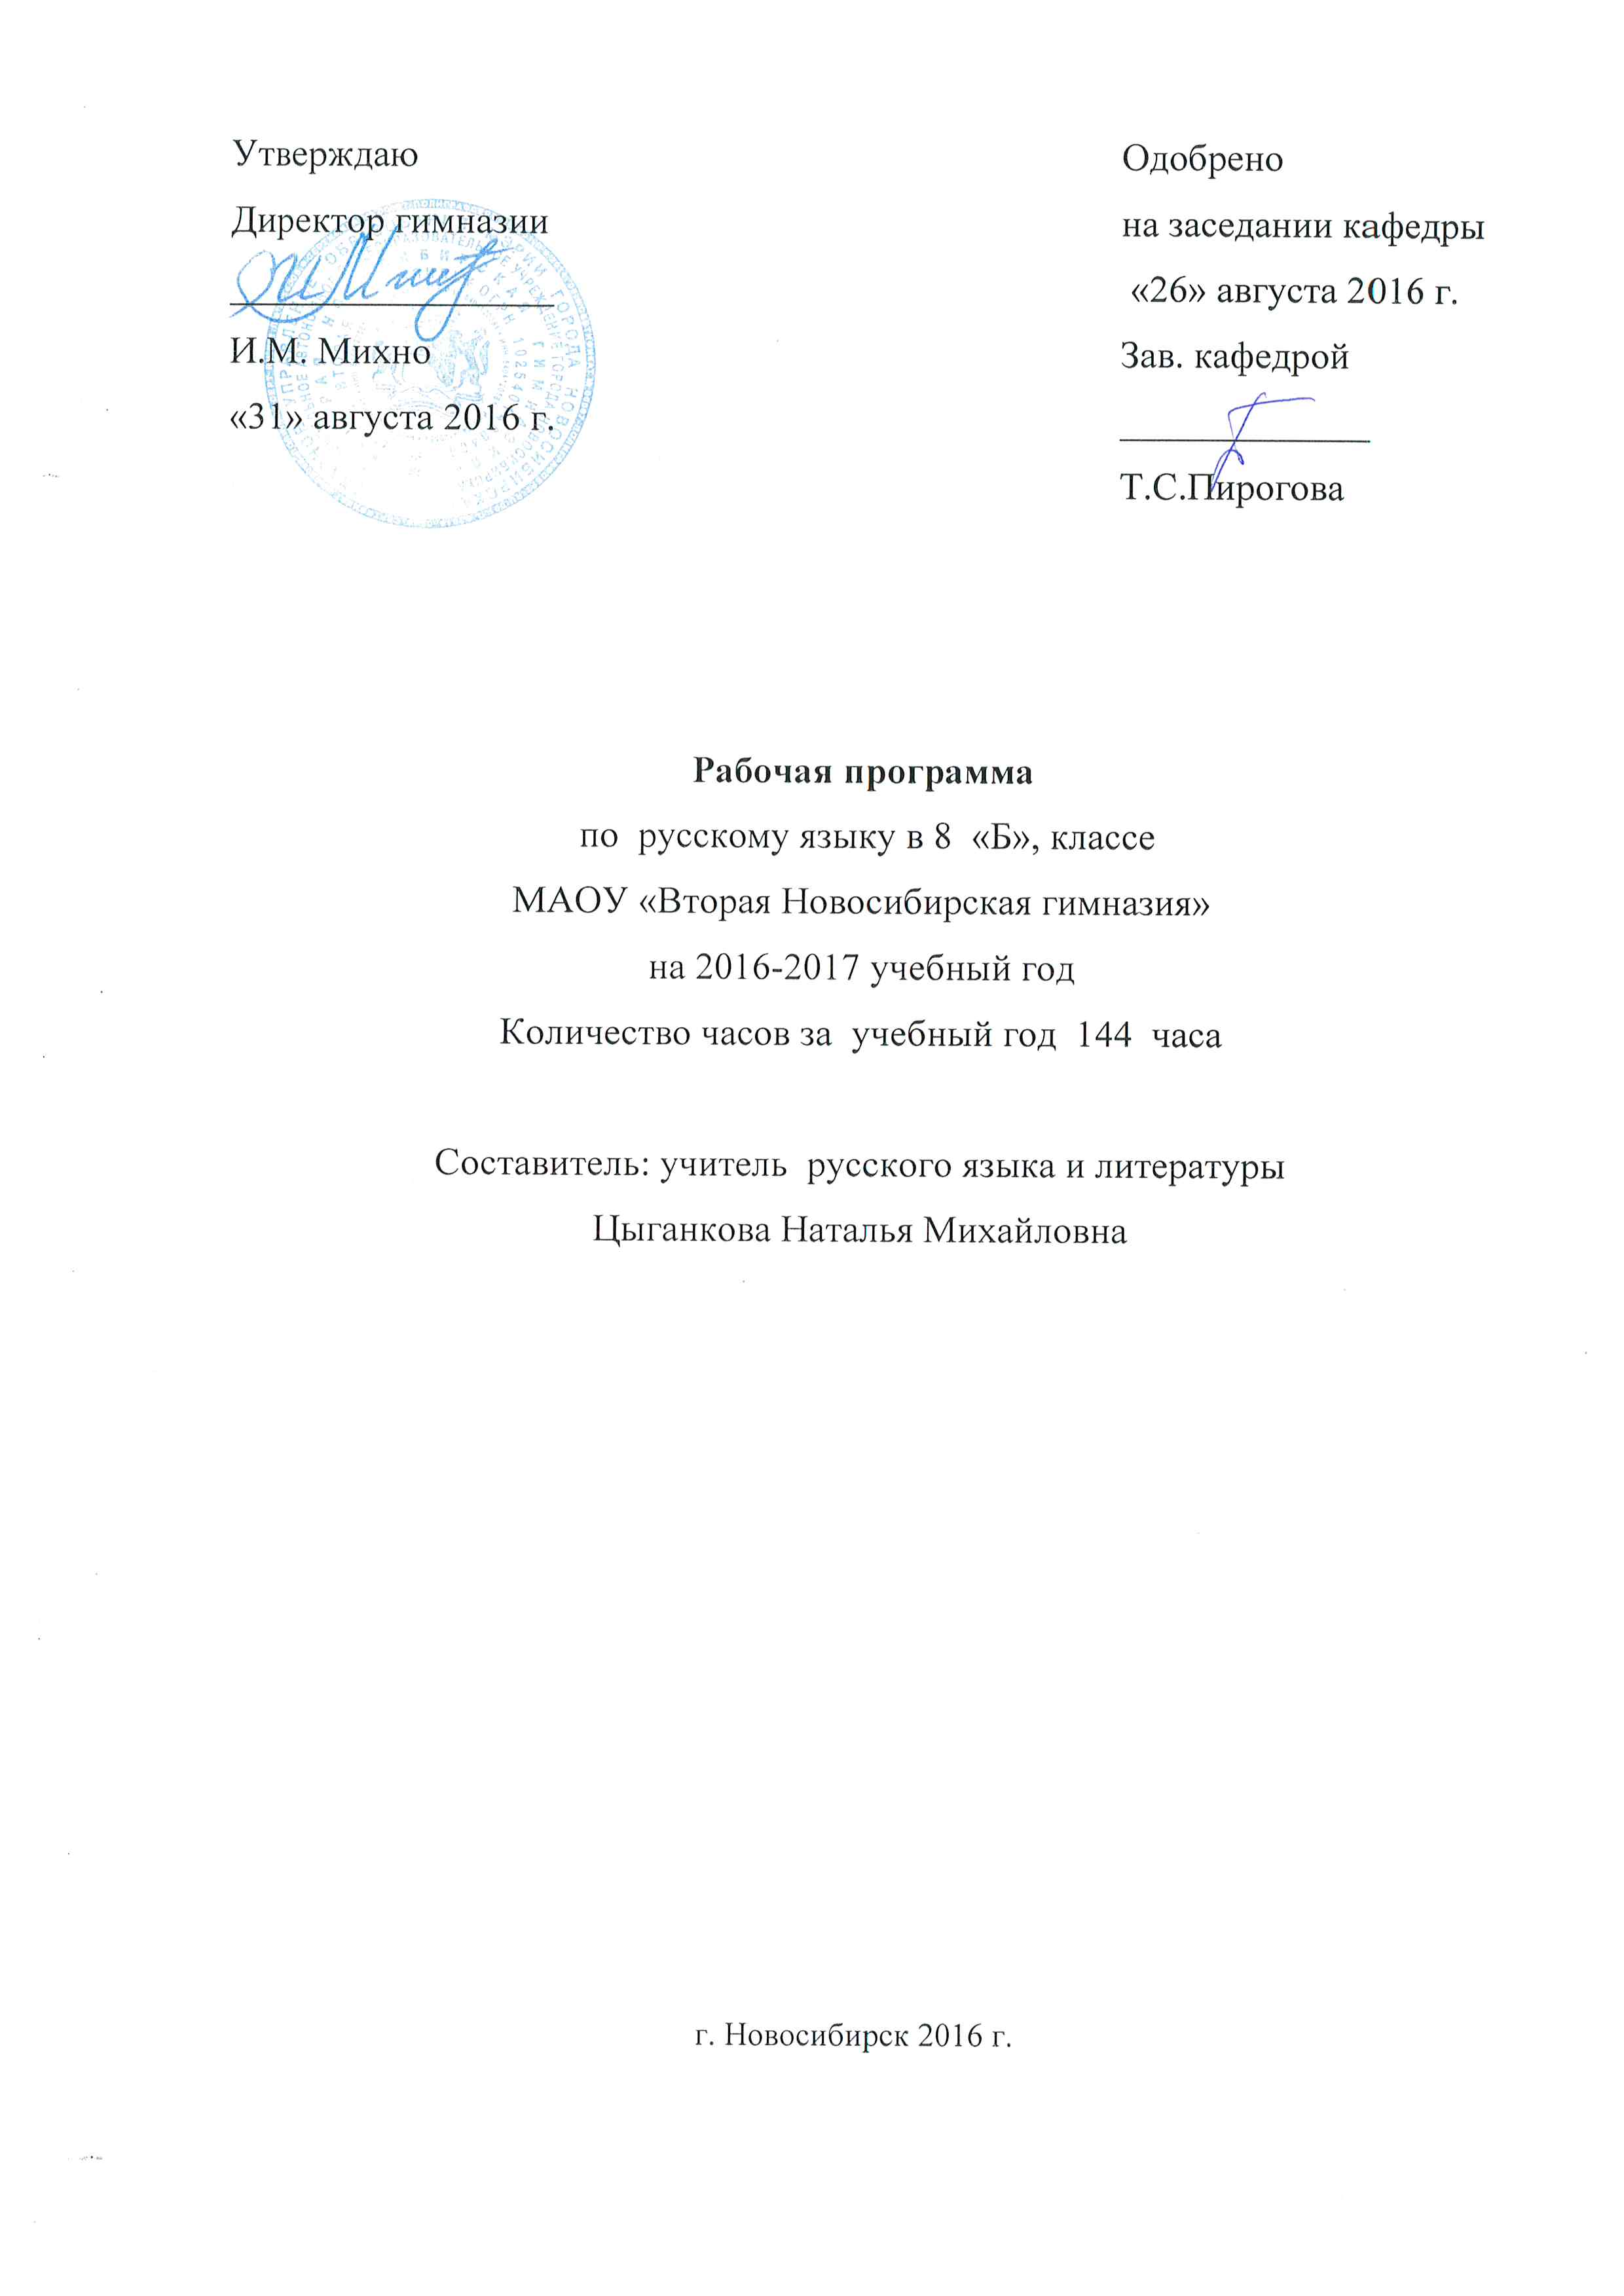 Утверждаю
Директор гимназии
И.М. Михно
«31» августа 2016 г.
Одобрено
на заседании кафедры
«26» августа 2016 г.
Зав. кафедрой
Т.С.Пирогова
Рабочая программа
по русскому языку в 8 «Б», классе
МАОУ «Вторая Новосибирская гимназия»
на 2016-2017 учебный год
Количество часов за учебный год 144 часа
Составитель: учитель русского языка и литературы
Цыганкова Наталья Михайловна
г. Новосибирск 2016 г.